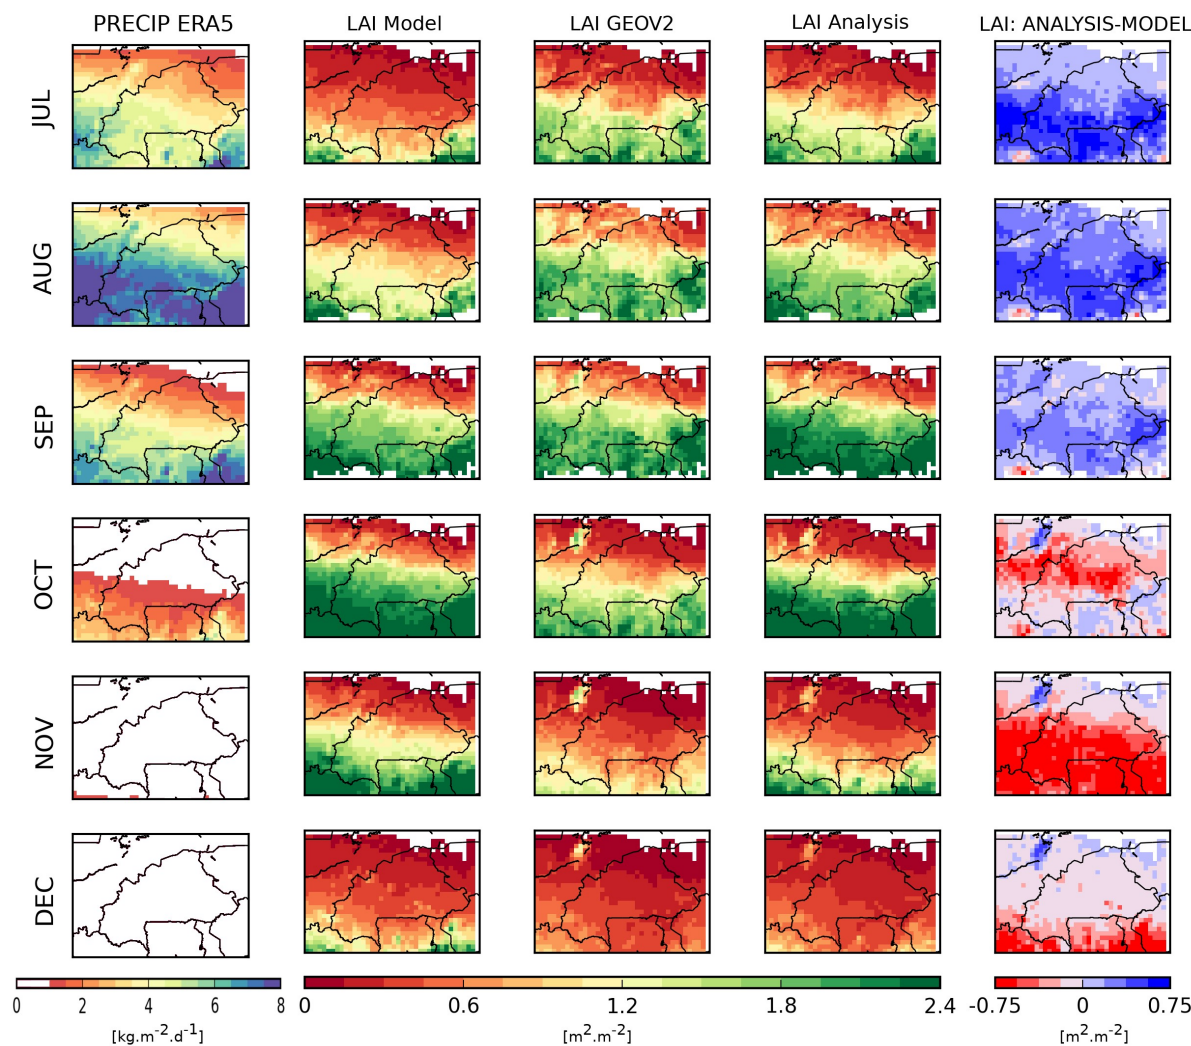 PRECIP ERA5 LAI Model LAI GEOV2 LAI Analysis LAI: ANALYSIS-MODEL
JUL
AUG
SEP
OCT
NOV
DEC
0 2 4 6 8 0 0.6 1.2 1.8 2.4 -0.75 0 0.75
[kg.m⁻².d⁻¹] [m².m⁻²] [m².m⁻²]